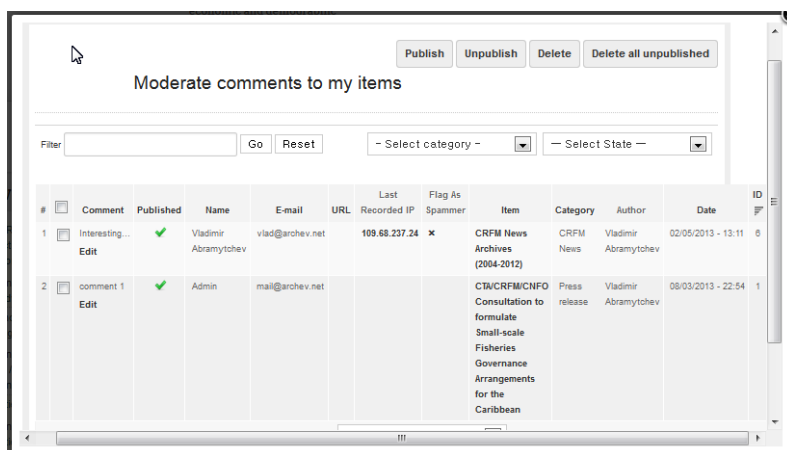 economic and demographic
Publish Unpublish Delete Delete all unpublished
Moderate comments to my items
Filter Go Reset - Select category - — Select State —
# Comment Published Name E-mail URL Last Recorded IP Flag As Spammer Item Category Author Date ID
1 Interesting... Vladimir vlad@archev.net 109.68.237.24 CRFM News CRFM Vladimir 02/05/2013 - 13:11 6
Edit Abramytchev Archives News Abramytchev
(2004-2012)
2 comment 1 Admin mail@archev.net CTA/CRFM/CNFO Press Vladimir 08/03/2013 - 22:54 1
Edit Consultation to release Abramytchev
formulate
Small-scale
Fisheries
Governance
Arrangements
for the
Caribbean